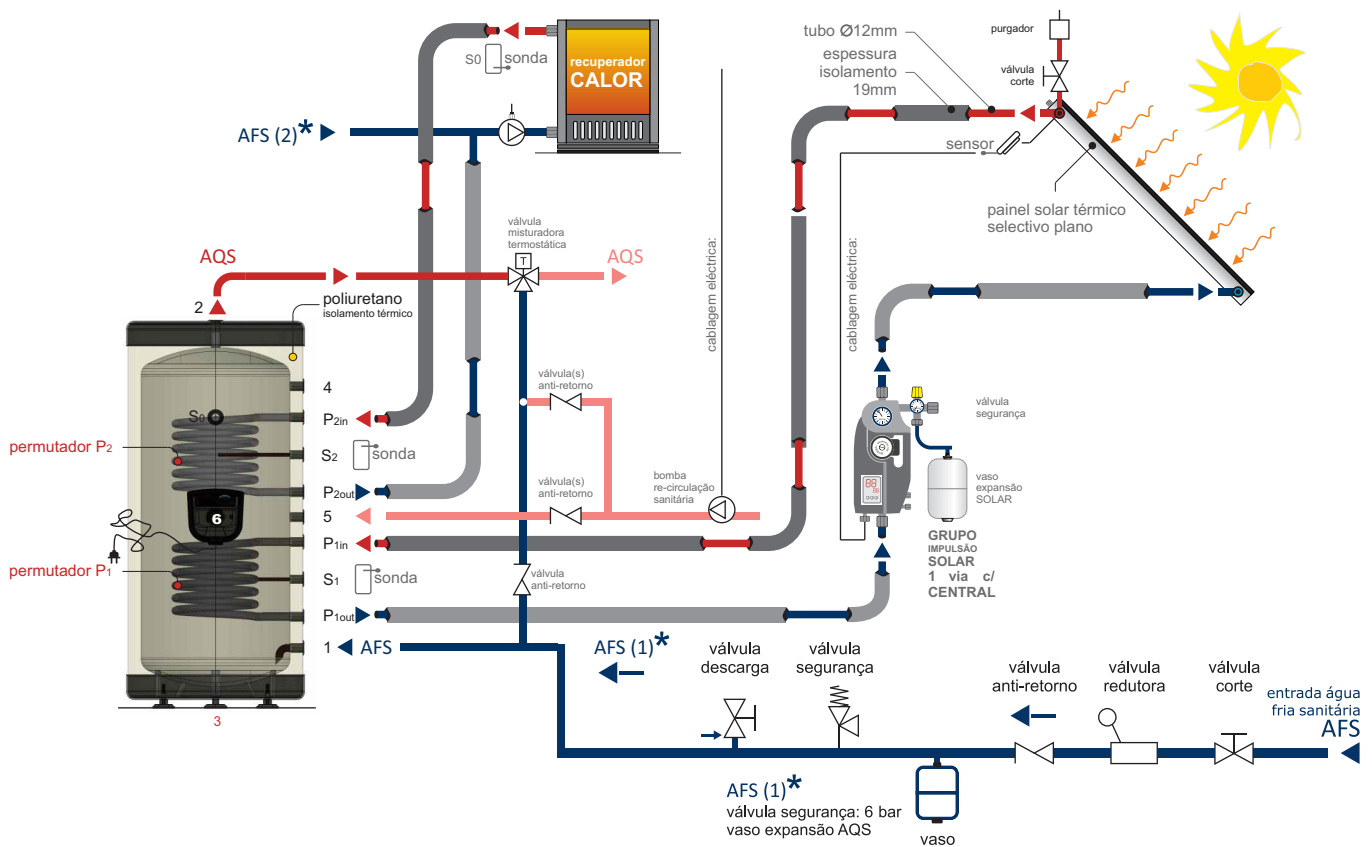 purgador
tubo Ø12mm
espessura
isolamento
19mm
válvula
corte
S0
sonda
recuperador
CALOR
AFS (2)*
sensor
painel solar térmico
selectivo plano
válvula
misturadora
termostática
T
AQS
AQS
cablagem eléctrica:
cablagem eléctrica:
2
poliuretano
isolamento térmico
4
válvula(s)
anti-retorno
S0
P2in
válvula
segurança
permutador P2
S2
sonda
P2out
válvula(s)
anti-retorno
bomba
re-circulação
sanitária
vaso
expansão
SOLAR
6
5
P1in
GRUPO
IMPULSÃO
SOLAR
1 via c/
CENTRAL
permutador P1
S1
sonda
válvula
anti-retorno
P1out
1
AFS
AFS (1)*
válvula
descarga
válvula
segurança
válvula
anti-retorno
válvula
redutora
válvula
corte
entrada água
fria sanitária
AFS
3
AFS (1)*
válvula segurança: 6 bar
vaso expansão AQS
vaso